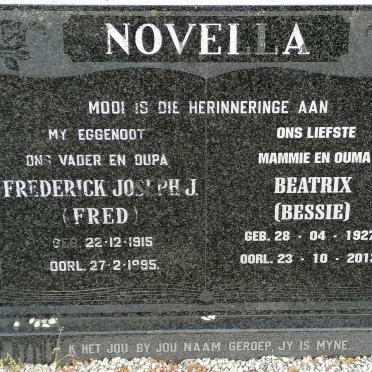 NOVELLA
MOOI IS DIE HERINNERINGE AAN
MY EGGENOOT
ONS VADER EN OUPA
FREDERICK JOSEPH J.
(FRED)
GEB. 22-12-1915
OORL. 27-2-1995.
ONS LIEFSTE
MAMMIE EN OUMA
BEATRIX
(BESSIE)
GEB. 28 - 04 - 1927
OORL. 23 - 10 - 2012
K HET JOU BY JOU NAAM GEROEP, JY IS MYNE.